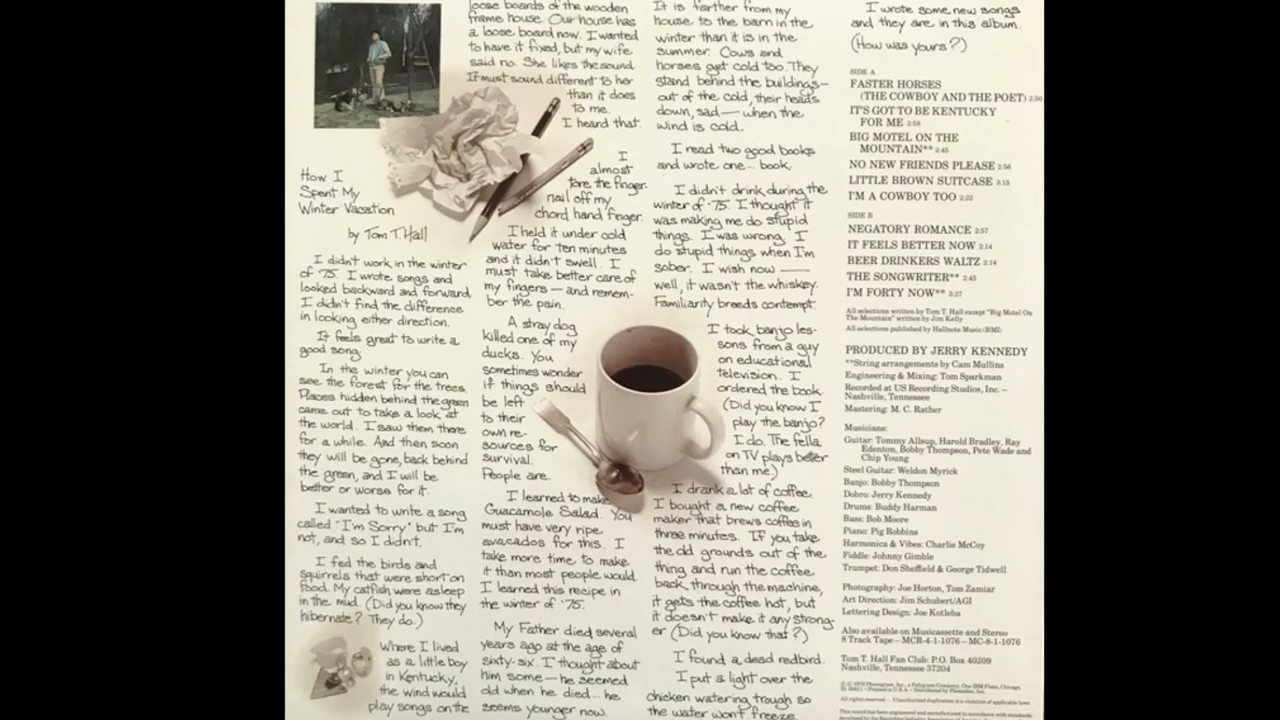 How I
Spent My
Winter Vacation
by Tom T. Hall
I didn't work in the winter
of '75. I wrote songs and
looked backward and forward.
I didn't find the difference
in looking either direction.
It feels great to write a
good song.
In the winter you can
see the forest for the trees.
Places hidden behind the green
came out to take a look at
the world. I saw them there
for a while. And then soon
they will be gone, back behind
the green, and I will be
better or worse for it.
I wanted to write a song
called "I'm Sorry" but I'm
not, and so I didn't.
I fed the birds and
squirrels that were short on
food. My catfish were asleep
in the mud. (Did you know they
hibernate? They do.)
Where I lived
as a little boy
in Kentucky,
the wind would
play songs on the
loose boards of the wooden
frame house. Our house has
a loose board now. I wanted
to have it fixed, but my wife
said no. She likes the sound.
It must sound different to her
than it does
to me.
I heard that.
I
almost
tore the finger
nail off my
chord hand finger.
I held it under cold
water for ten minutes
and it didn't swell. I
must take better care of
my fingers — and remem-
ber the pain.
A stray dog
killed one of my
ducks. You
sometimes wonder
if things should
be left
to their
own re-
sources for
survival.
People are.
I learned to make
Guacamole Salad. You
must have very ripe
avacados for this. I
take more time to make
it than most people would.
I learned this recipe in
the winter of '75.
My Father died several
years ago at the age of
sixty-six. I thought about
him some — he seemed
old when he died... he
seems younger now.
It is farther from my
house to the barn in the
winter than it is in the
summer. Cows and
horses get cold too. They
stand behind the buildings —
out of the cold, their heads
down, sad — when the
wind is cold.
I read two good books
and wrote one... book.
I didn't drink during the
winter of '75. I thought it
was making me do stupid
things. I was wrong. I
do stupid things when I'm
sober. I wish now —
well, it wasn't the whiskey.
Familiarity breeds contempt.
I took banjo les-
sons from a guy
on educational
television. I
ordered the book.
(Did you know I
play the banjo?
I do. The fella
on TV plays better
than me.)
I drank a lot of coffee.
I bought a new coffee
maker that brews coffee in
three minutes. If you take
the old grounds out of the
thing and run the coffee
back through the machine,
it gets the coffee hot, but
it doesn't make it any strong-
er (Did you know that?)
I found a dead redbird.
I put a light over the
chicken watering trough so
the water won't freeze.
I wrote some new songs
and they are in this album.
(How was yours?)
SIDE A
FASTER HORSES
(THE COWBOY AND THE POET) 2:50
IT'S GOT TO BE KENTUCKY
FOR ME 2:58
BIG MOTEL ON THE
MOUNTAIN** 2:45
NO NEW FRIENDS PLEASE 2:56
LITTLE BROWN SUITCASE 3:15
I'M A COWBOY TOO 2:22
SIDE B
NEGATORY ROMANCE 2:57
IT FEELS BETTER NOW 2:14
BEER DRINKERS WALTZ 2:14
THE SONGWRITER** 2:45
I'M FORTY NOW** 3:27
All selections written by Tom T. Hall except "Big Motel On
The Mountain" written by Jon Kelly
All selections published by Hallnote Music (BMI)
PRODUCED BY JERRY KENNEDY
**String arrangements by Cam Mullins
Engineering & Mixing: Tom Sparkman
Recorded at US Recording Studios, Inc. –
Nashville, Tennessee
Mastering: M. C. Rather
Musicians:
Guitar: Tommy Allsup, Harold Bradley, Ray
Edenton, Bobby Thompson, Pete Wade and
Chip Young
Steel Guitar: Weldon Myrick
Banjo: Bobby Thompson
Dobro: Jerry Kennedy
Drums: Buddy Harman
Bass: Bob Moore
Piano: Pig Robbins
Harmonica & Vibes: Charlie McCoy
Fiddle: Johnny Gimble
Trumpet: Don Sheffield & George Tidwell
Photography: Joe Horton, Tom Zamiar
Art Direction: Jim Schubert/AGI
Lettering Design: Joe Kotleba
Also available on Musicassette and Stereo
8 Track Tape – MCR-4-1-1076 – MC-8-1-1076
Tom T. Hall Fan Club: P.O. Box 40209
Nashville, Tennessee 37204